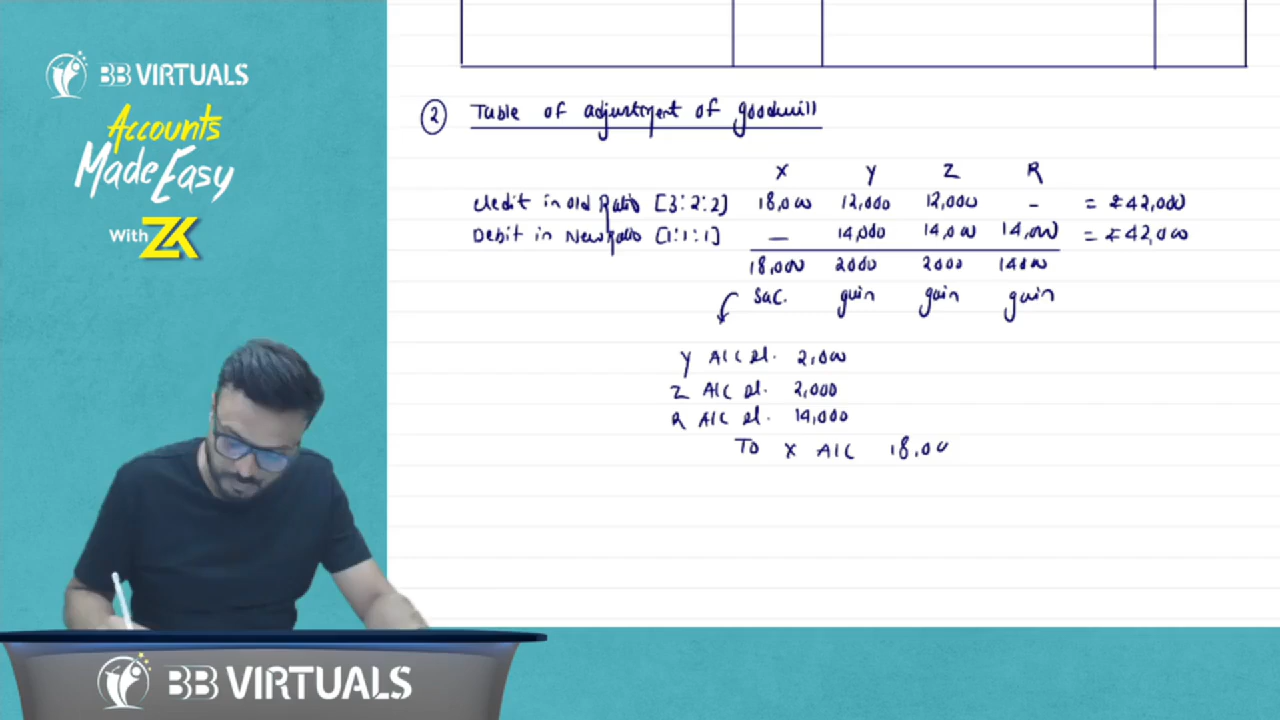 BB VIRTUALS
Accounts
Made Easy
With ZK
② Table of adjustment of goodwill
X Y Z R
Credit in old Ratio [3:2:2] 18,000 12,000 12,000 - = ₹42,000
Debit in New Ratio [1:1:1] — 14,000 14,000 14,000 = ₹42,000
18,000 2000 2000 14000
Sac. gain gain gain
Y A/C Dr. 2,000
Z A/C Dr. 2,000
R A/C Dr. 14,000
To X A/C 18,00
BB VIRTUALS